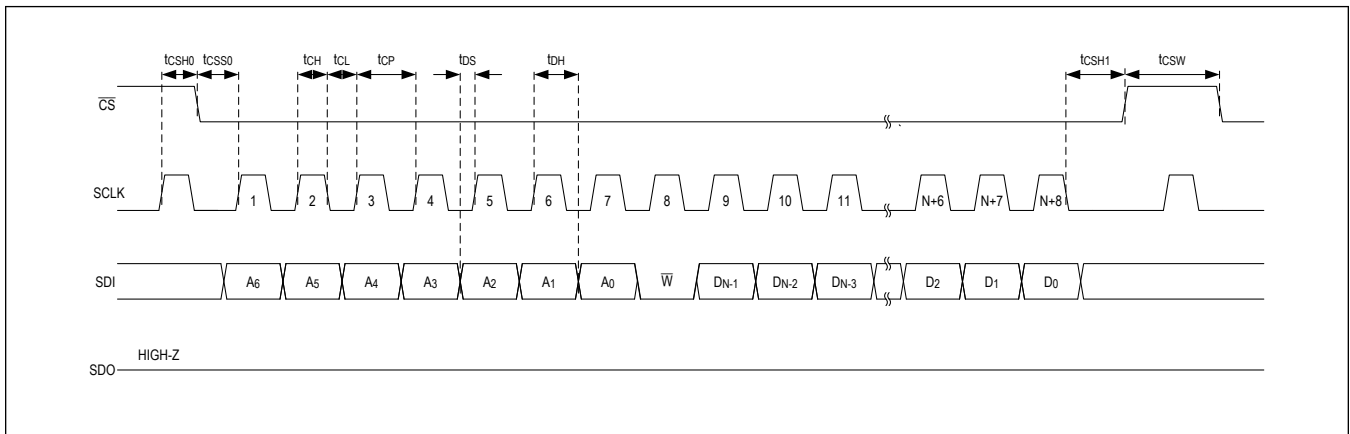 tCSH0 tCSS0 tCH tCL tCP tDS tDH tCSH1 tCSW
CS
SCLK 1 2 3 4 5 6 7 8 9 10 11 N+6 N+7 N+8
SDI A6 A5 A4 A3 A2 A1 A0 W DN-1 DN-2 DN-3 D2 D1 D0
HIGH-Z
SDO